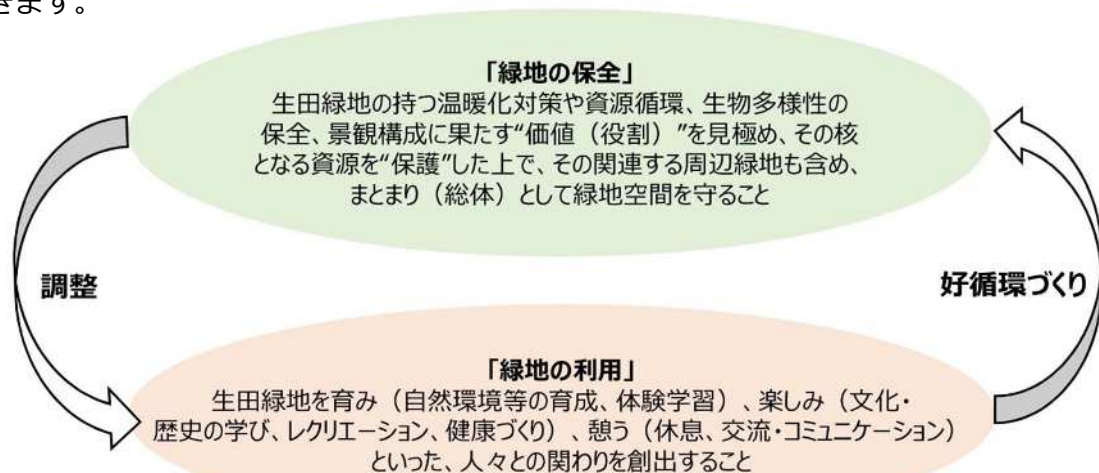 きます。
「緑地の保全」
生田緑地の持つ温暖化対策や資源循環、生物多様性の
保全、景観構成に果たす“価値（役割）”を見極め、その核
となる資源を“保護”した上で、その関連する周辺緑地も含め、
まとまり（総体）として緑地空間を守ること
調整
好循環づくり
「緑地の利用」
生田緑地を育み（自然環境等の育成、体験学習）、楽しみ（文化・
歴史の学び、レクリエーション、健康づくり）、憩う（休息、交流・コミュニケーション）
といった、人々との関わりを創出すること